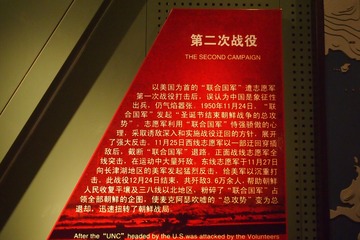 第二次战役
THE SECOND CAMPAIGN
以美国为首的“联合国军”遭志愿军
第一次战役打击后，误认为中国是象征性
出兵，仍气焰嚣张。1950年11月24日，“联
合国军”发起“圣诞节结束朝鲜战争的总攻
势”。志愿军利用“联合国军”恃强骄傲的心
理，采取诱敌深入和实施战役迂回的方针，展开
了强大反击。11月25日西线志愿军以一部迂回穿插
敌后，截断“联合国军”退路，正面战线志愿军全
线突击，在运动中大量歼敌。东线志愿军于11月27日
向长津湖地区的美军发起猛烈反击，给美军以沉重打
击。此战役12月24日结束，共歼敌3.6万余人，帮助朝鲜
人民收复平壤及三八线以北地区，粉碎了“联合国军”占
领全部朝鲜的企图，使麦克阿瑟吹嘘的“总攻势”变为总
退却，迅速扭转了朝鲜战局。
After the "UNC" headed by the U.S.was attacked by the Volunteers